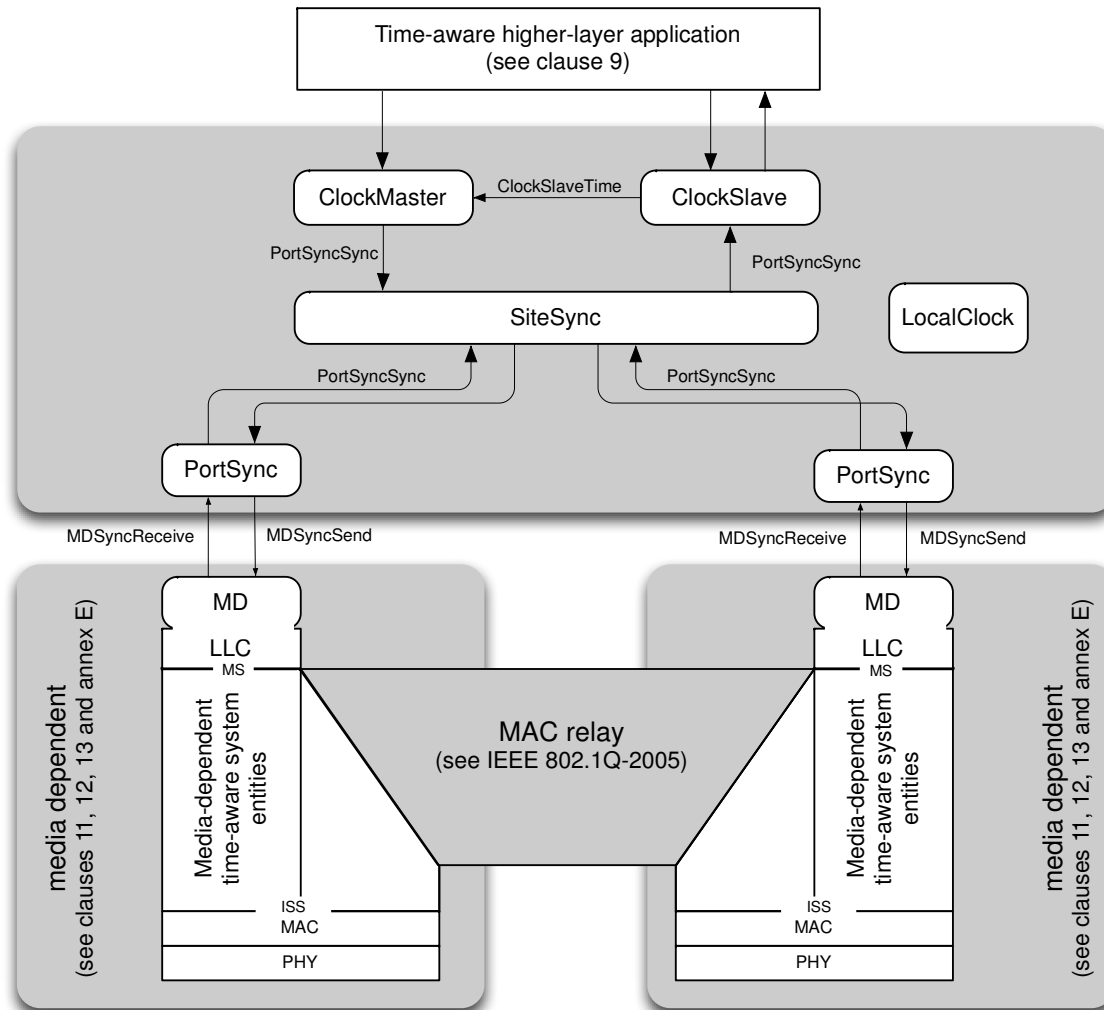 Time-aware higher-layer application
(see clause 9)
ClockMaster
ClockSlaveTime
ClockSlave
PortSyncSync
PortSyncSync
SiteSync
LocalClock
PortSyncSync
PortSyncSync
PortSync
PortSync
MDSyncReceive
MDSyncSend
MDSyncReceive
MDSyncSend
media dependent
(see clauses 11, 12, 13 and annex E)
MD
LLC
MS
Media-dependent
time-aware system
entities
ISS
MAC
PHY
MAC relay
(see IEEE 802.1Q-2005)
MD
LLC
MS
Media-dependent
time-aware system
entities
ISS
MAC
PHY
media dependent
(see clauses 11, 12, 13 and annex E)